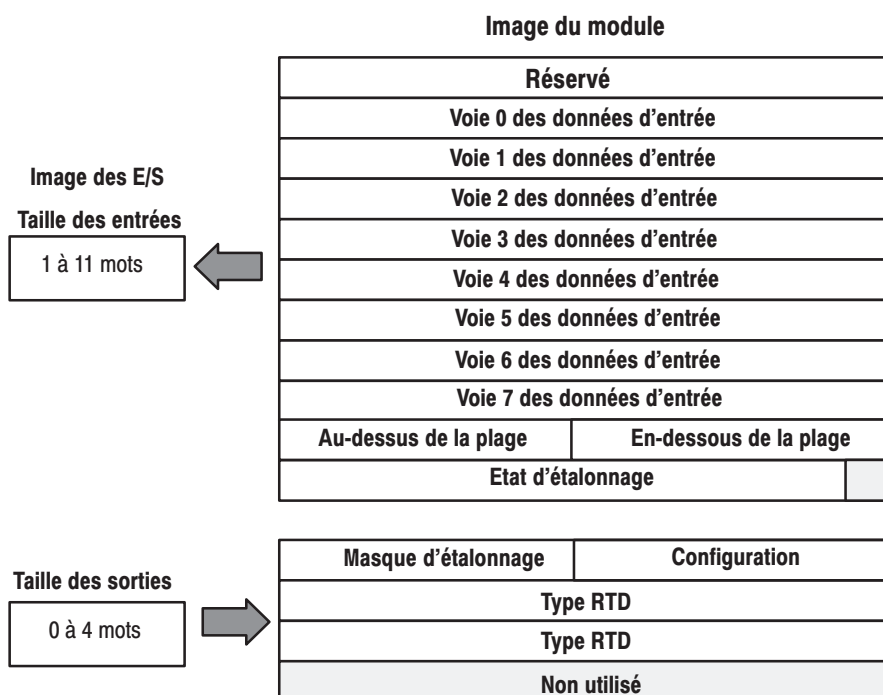 Image du module
Réservé
Voie 0 des données d'entrée
Voie 1 des données d'entrée
Image des E/S
Voie 2 des données d'entrée
Taille des entrées
Voie 3 des données d'entrée
1 à 11 mots
Voie 4 des données d'entrée
Voie 5 des données d'entrée
Voie 6 des données d'entrée
Voie 7 des données d'entrée
Au-dessus de la plage En-dessous de la plage
Etat d'étalonnage
Masque d'étalonnage Configuration
Taille des sorties
Type RTD
0 à 4 mots
Type RTD
Non utilisé